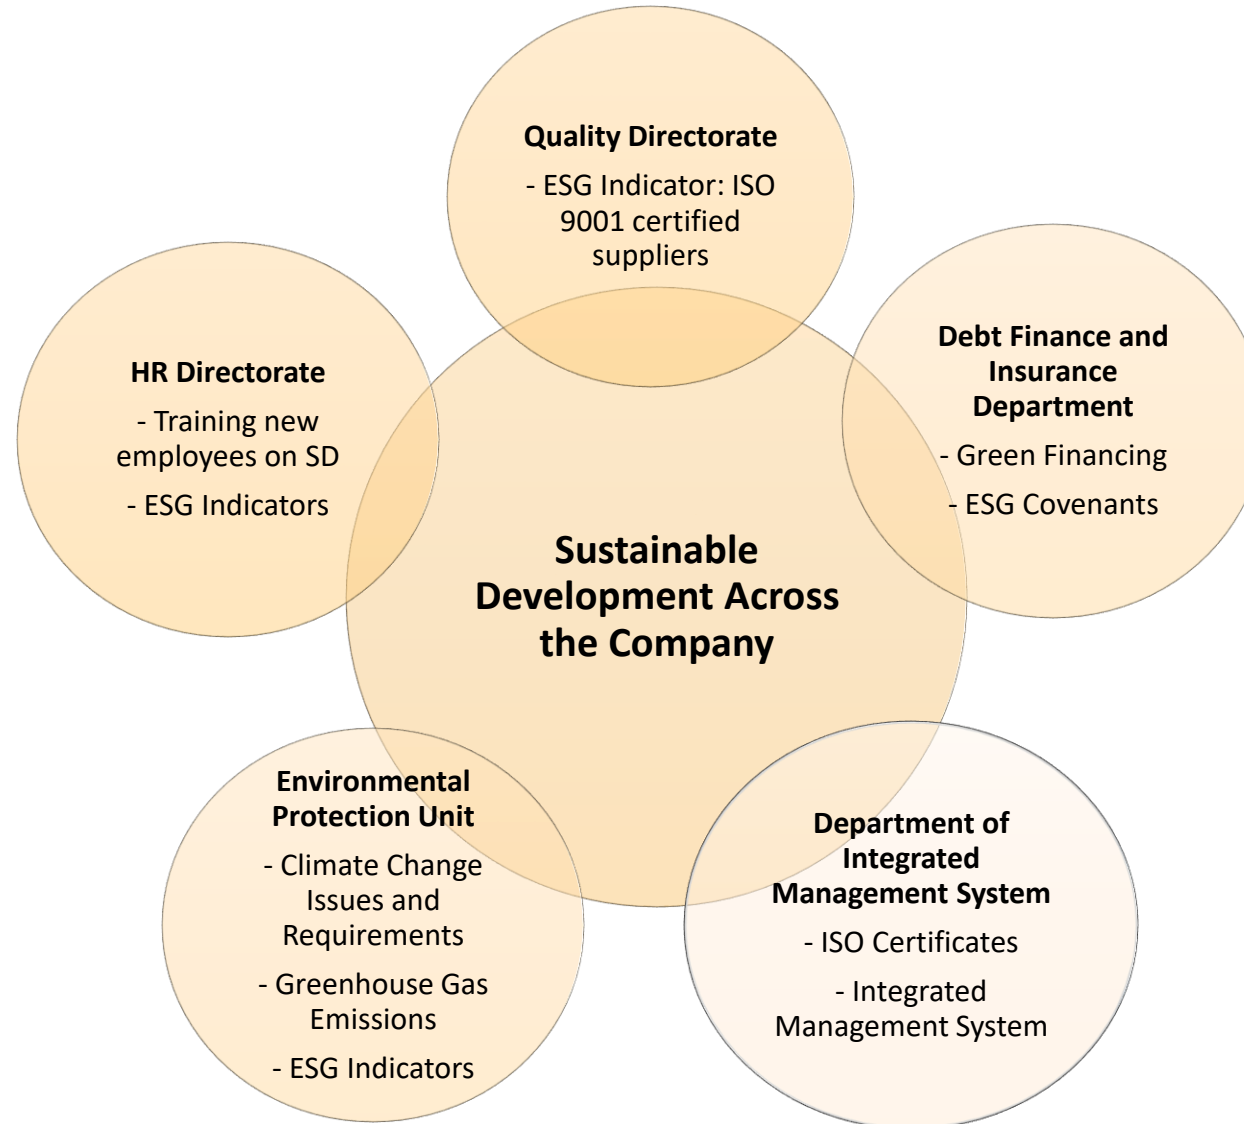 Quality Directorate
- ESG Indicator: ISO
9001 certified
suppliers
HR Directorate
- Training new
employees on SD
- ESG Indicators
Debt Finance and
Insurance
Department
- Green Financing
- ESG Covenants
Sustainable
Development Across
the Company
Environmental
Protection Unit
- Climate Change
Issues and
Requirements
- Greenhouse Gas
Emissions
- ESG Indicators
Department of
Integrated
Management System
- ISO Certificates
- Integrated
Management System